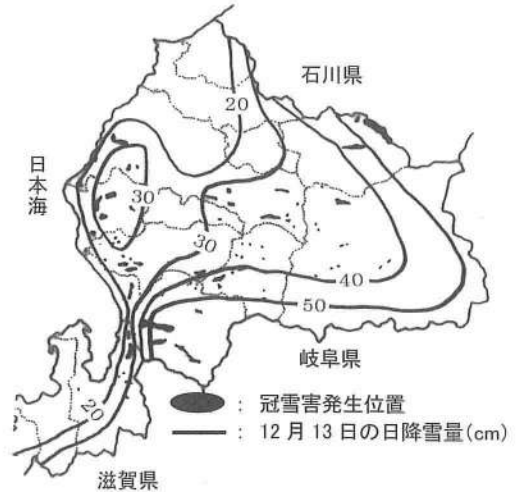 石川県
20
日本海
30
30
40
50
岐阜県
20
冠雪害発生位置
: 12月13日の日降雪量(cm)
滋賀県